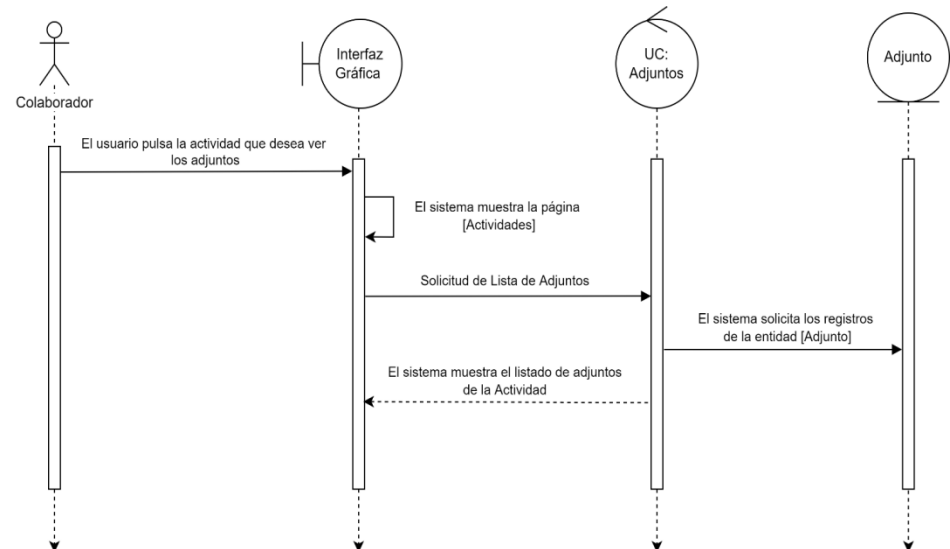 Colaborador
Interfaz
Gráfica
UC:
Adjuntos
Adjunto
El usuario pulsa la actividad que desea ver
los adjuntos
El sistema muestra la página
[Actividades]
Solicitud de Lista de Adjuntos
El sistema solicita los registros
de la entidad [Adjunto]
El sistema muestra el listado de adjuntos
de la Actividad